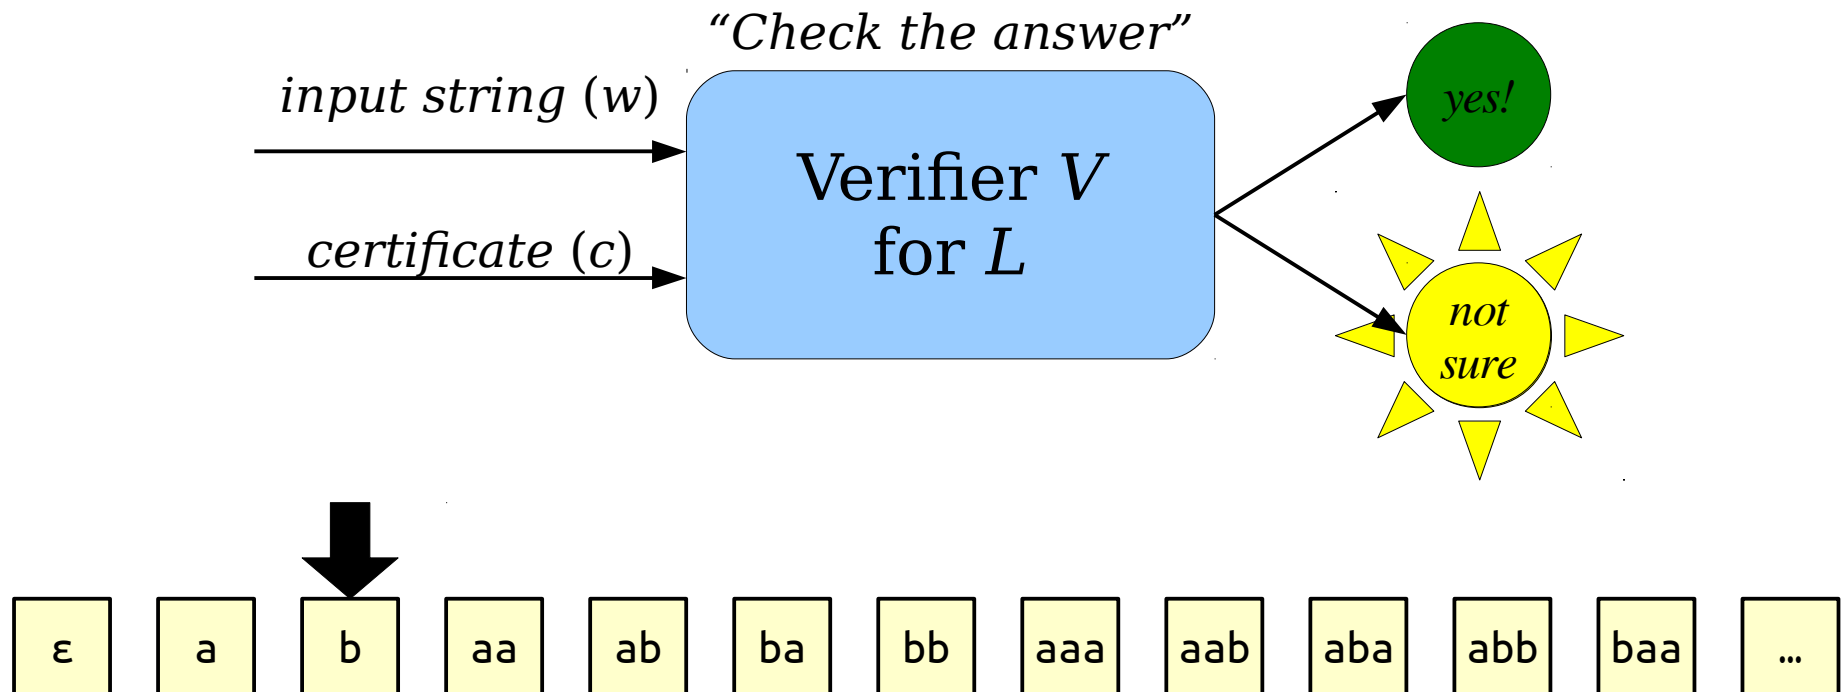 “Check the answer”
input string (w)
certificate (c)
Verifier V
for L
yes!
not
sure
ε a b aa ab ba bb aaa aab aba abb baa …